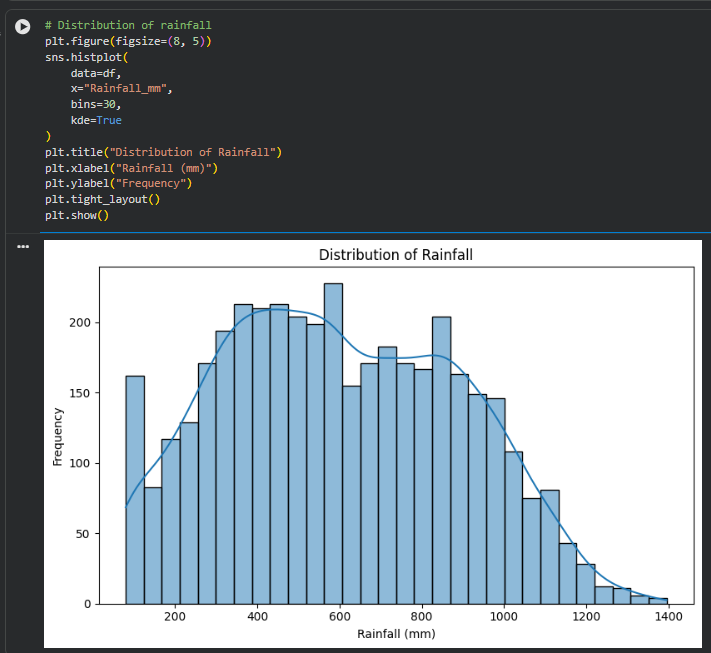 # Distribution of rainfall
plt.figure(figsize=(8, 5))
sns.histplot(
    data=df,
    x="Rainfall_mm",
    bins=30,
    kde=True
)
plt.title("Distribution of Rainfall")
plt.xlabel("Rainfall (mm)")
plt.ylabel("Frequency")
plt.tight_layout()
plt.show()
Distribution of Rainfall
Frequency
200
150
100
50
0
200 400 600 800 1000 1200 1400
Rainfall (mm)